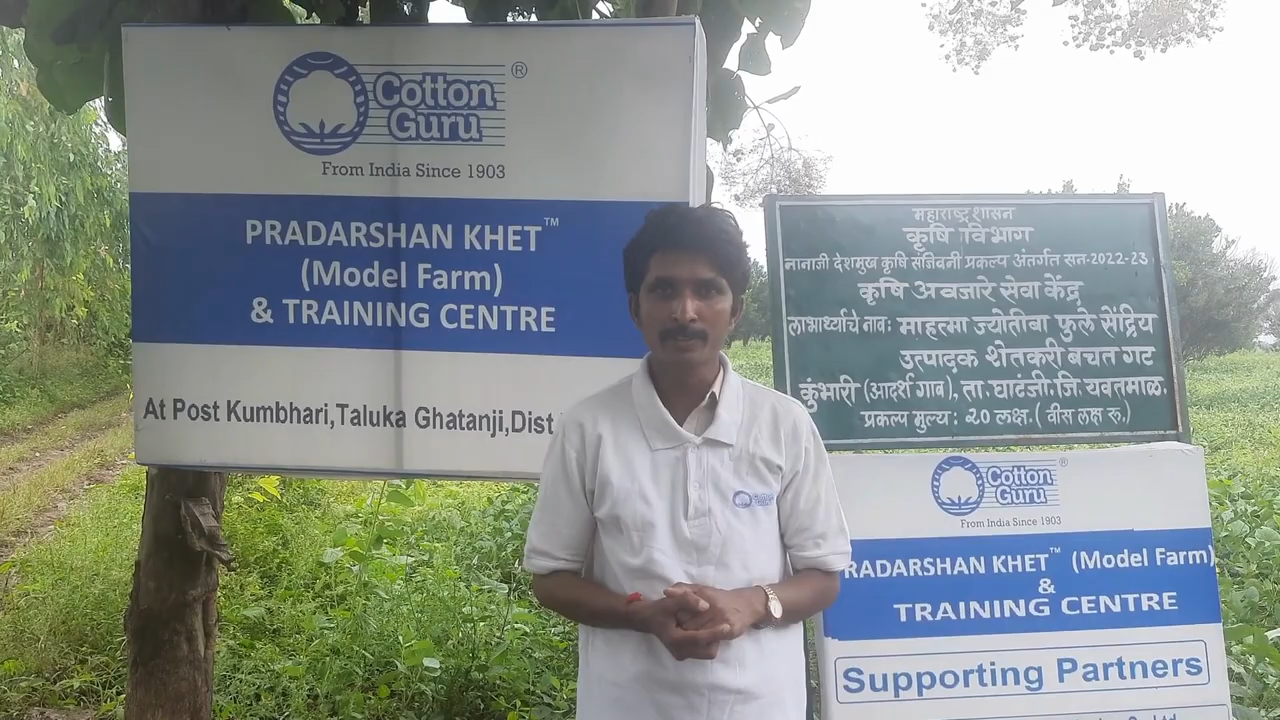 Cotton
Guru
®
From India Since 1903
PRADARSHAN KHET™
(Model Farm)
& TRAINING CENTRE
At Post Kumbhari,Taluka Ghatanji,Dist
महाराष्ट्र शासन
कृषि विभाग
नानाजी देशमुख कृषि संजिवनी प्रकल्प अंतर्गत सन-2022-23
कृषि अवजारे सेवा केंद्र
लाभार्थ्याचे नाव: माहत्मा ज्योतीबा फुले सेंद्रिय
उत्पादक शेतकरी बचत गट
कुंभारी (आदर्श गाव), ता. घाटंजी.जि.यवतमाळ.
प्रकल्प मुल्य: २० लक्ष. ( वीस लक्ष रु.)
Cotton
Guru
®
From India Since 1903
RADARSHAN KHET™ (Model Farm)
&
TRAINING CENTRE
Supporting Partners
Cotton
Guru